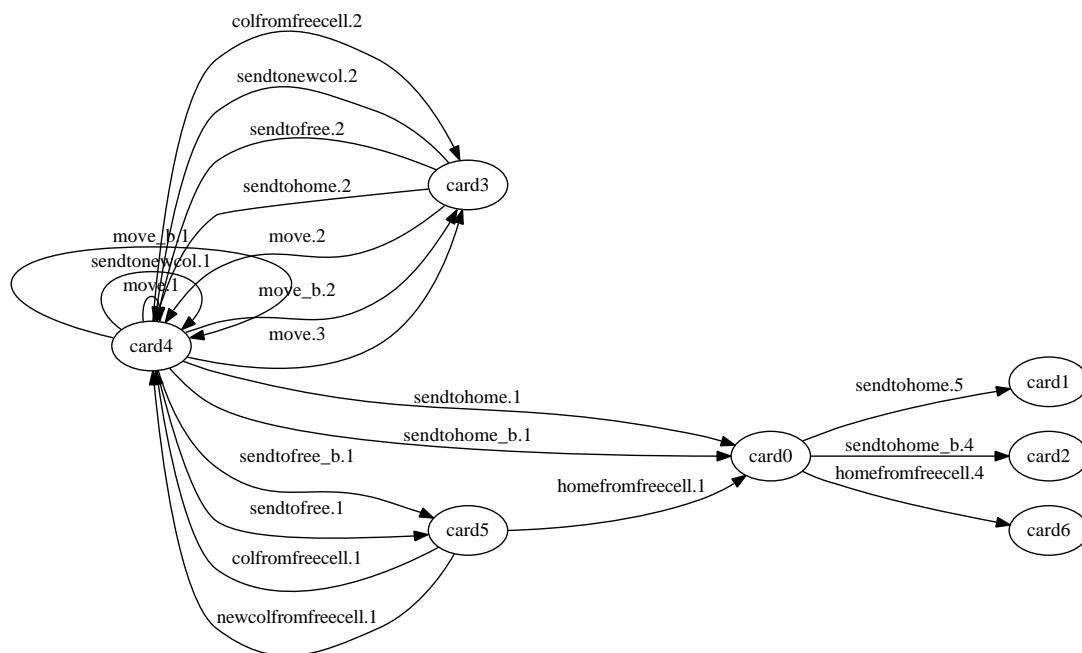 colfromfreecell.2
sendtonewcol.2
sendtofree.2
card3
sendtohome.2
move_b.1
move.2
sendtonewcol.1
move.1
move_b.2
move.3
card4
card1
sendtohome.5
sendtohome.1
sendtohome_b.1
sendtohome_b.4
card0
card2
sendtofree_b.1
homefromfreecell.4
homefromfreecell.1
sendtofree.1
card5
card6
colfromfreecell.1
newcolfromfreecell.1